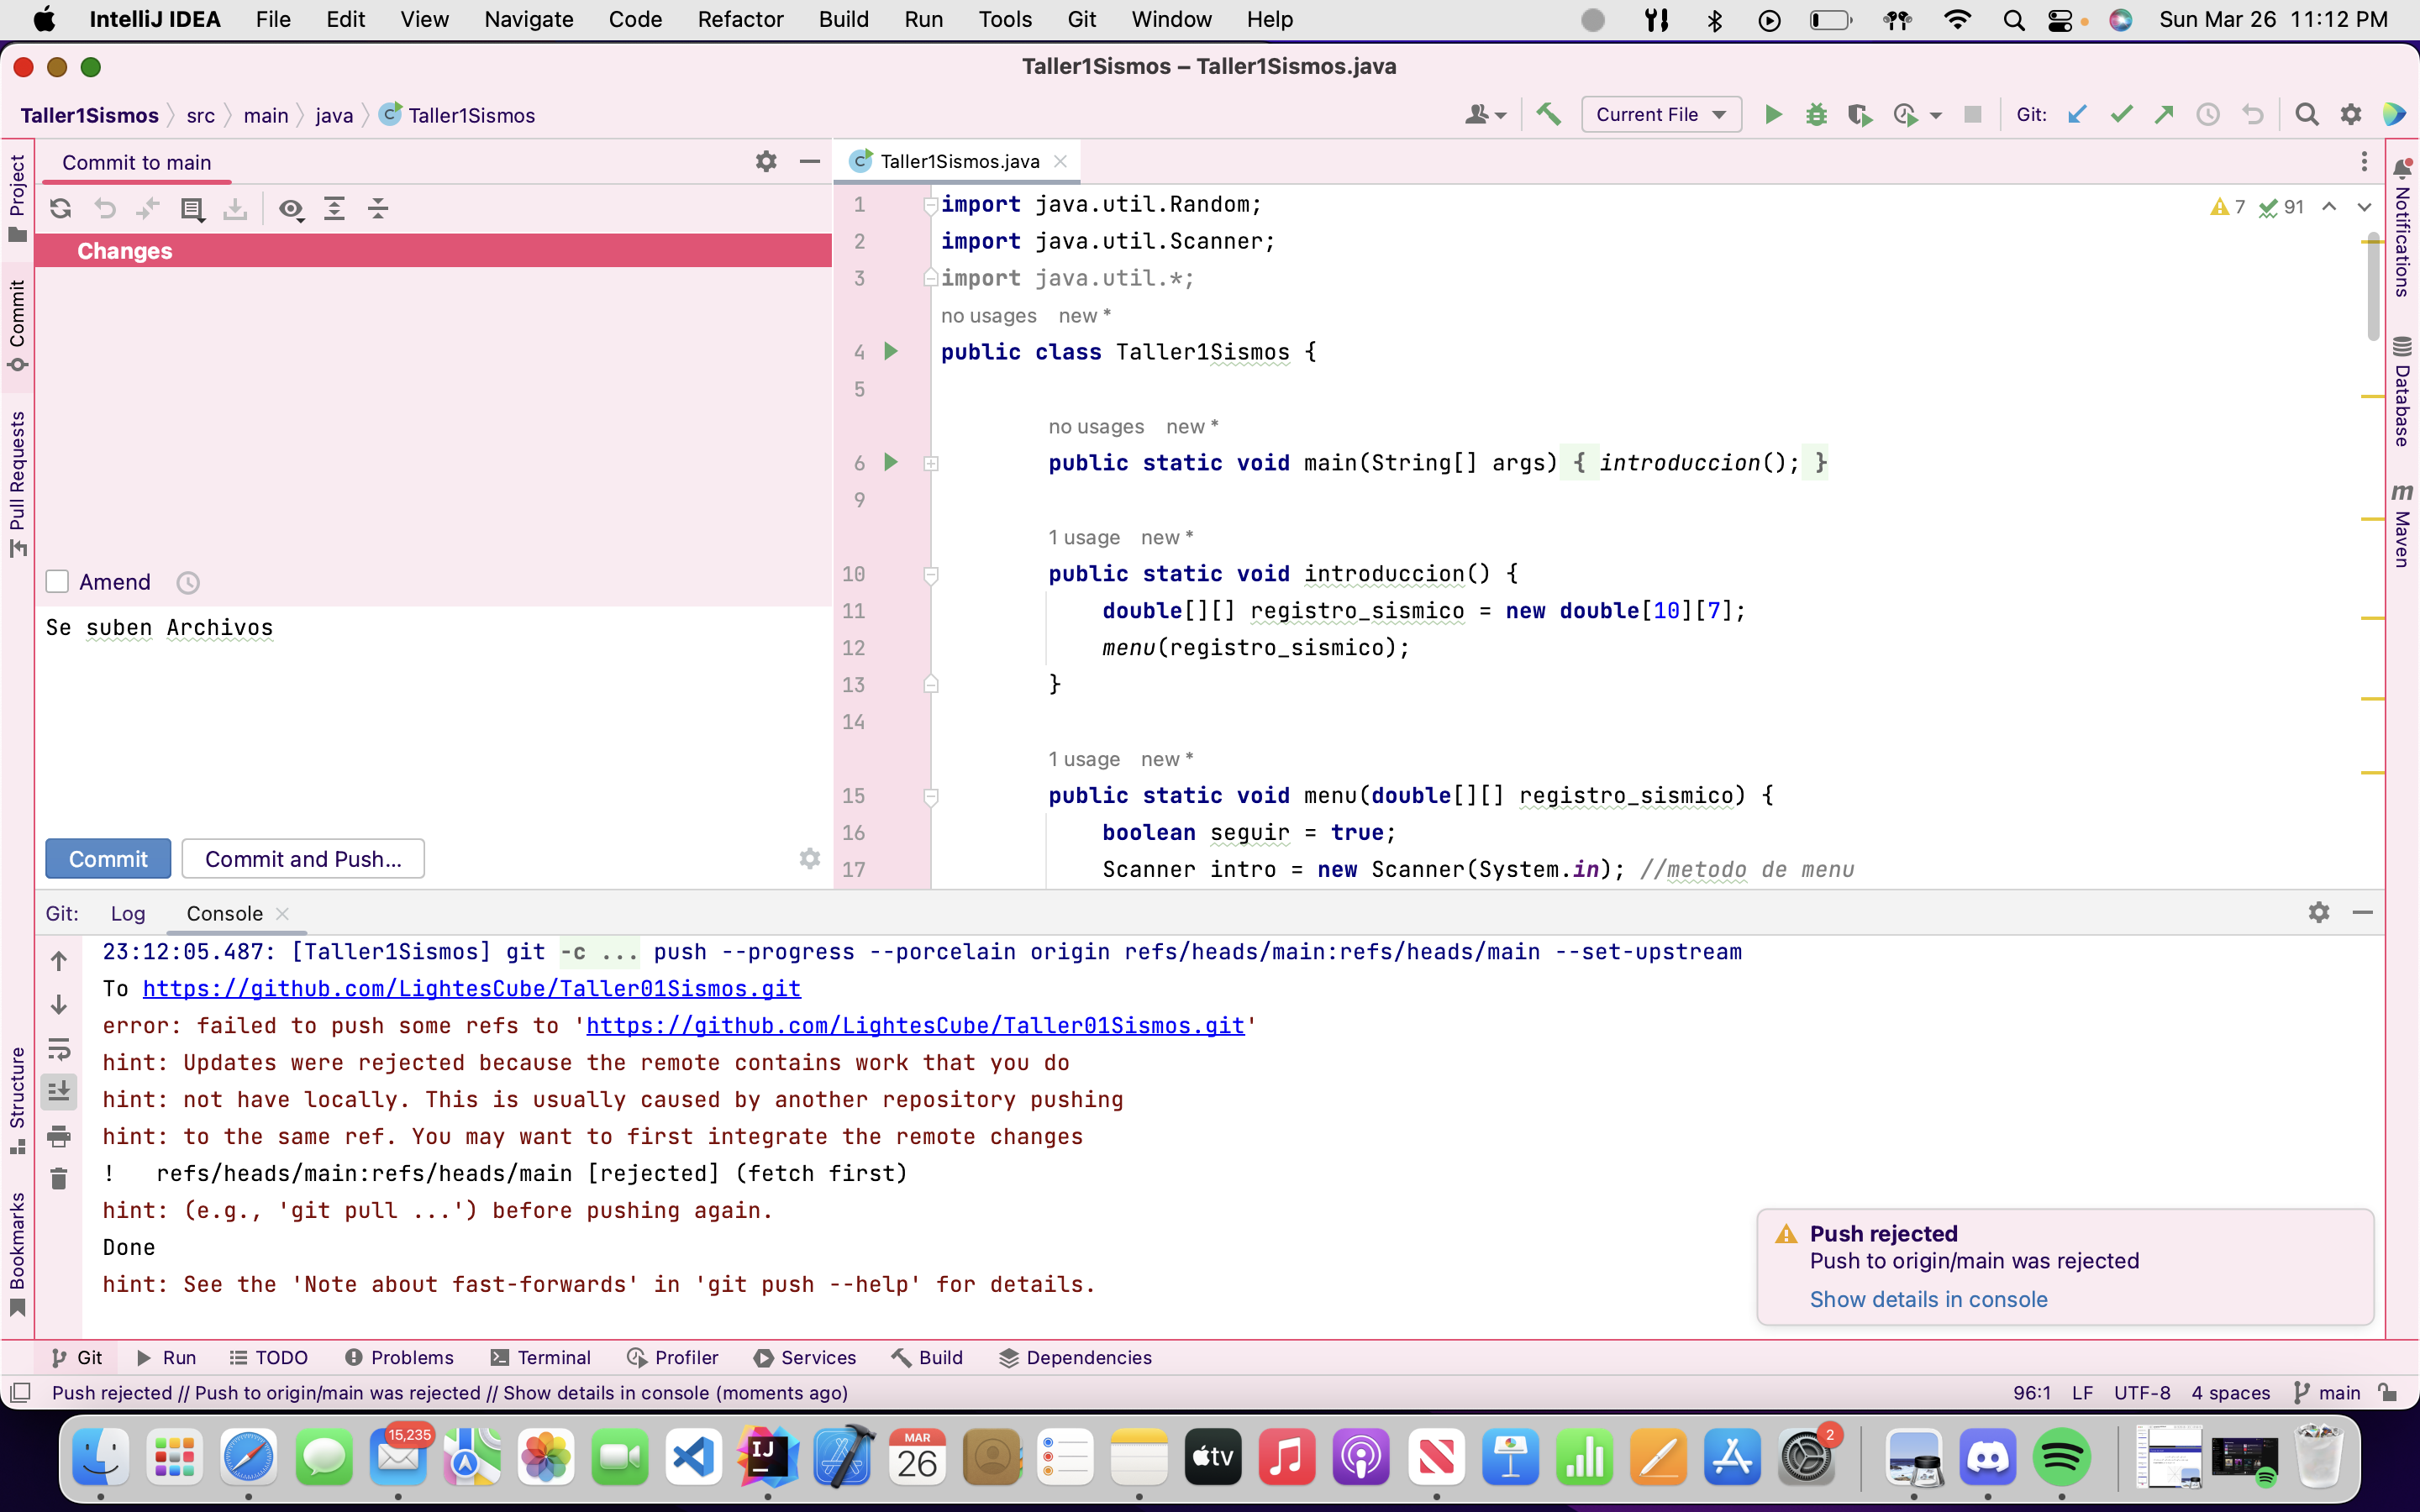 IntelliJ IDEA File Edit View Navigate Code Refactor Build Run Tools Git Window Help Sun Mar 26 11:12 PM
Taller1Sismos – Taller1Sismos.java
Taller1Sismos src main java Taller1Sismos Current File Git:
Project
Commit
Pull Requests
Structure
Bookmarks
Commit to main
Changes
Amend
Se suben Archivos
Commit Commit and Push...
Taller1Sismos.java
7 91
1 import java.util.Random;
2 import java.util.Scanner;
3 import java.util.*;
no usages new *
4 public class Taller1Sismos {
5
no usages new *
6 public static void main(String[] args) { introduccion(); }
9
1 usage new *
10 public static void introduccion() {
11 double[][] registro_sismico = new double[10][7];
12 menu(registro_sismico);
13 }
14
1 usage new *
15 public static void menu(double[][] registro_sismico) {
16 boolean seguir = true;
17 Scanner intro = new Scanner(System.in); //metodo de menu
Notifications
Database
m Maven
Git: Log Console
23:12:05.487: [Taller1Sismos] git -c ... push --progress --porcelain origin refs/heads/main:refs/heads/main --set-upstream
To https://github.com/LightesCube/Taller01Sismos.git
error: failed to push some refs to 'https://github.com/LightesCube/Taller01Sismos.git'
hint: Updates were rejected because the remote contains work that you do
hint: not have locally. This is usually caused by another repository pushing
hint: to the same ref. You may want to first integrate the remote changes
! refs/heads/main:refs/heads/main [rejected] (fetch first)
hint: (e.g., 'git pull ...') before pushing again.
Done
hint: See the 'Note about fast-forwards' in 'git push --help' for details.
Push rejected
Push to origin/main was rejected
Show details in console
Git Run TODO Problems Terminal Profiler Services Build Dependencies
Push rejected // Push to origin/main was rejected // Show details in console (moments ago) 96:1 LF UTF-8 4 spaces main
15,235 IJ MAR 26 tv 2